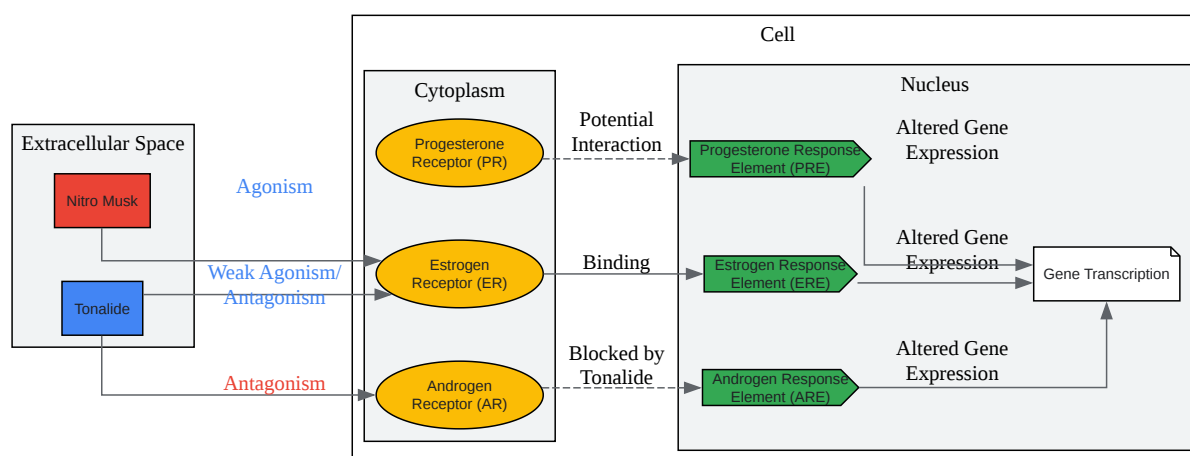 Cell
Cytoplasm
Nucleus
Extracellular Space
Potential
Interaction
Altered Gene
Expression
Progesterone
Receptor (PR)
Progesterone Response
Element (PRE)
Agonism
Nitro Musk
Weak Agonism/
Antagonism
Estrogen
Receptor (ER)
Binding
Estrogen Response
Element (ERE)
Altered Gene
Expression
Gene Transcription
Tonalide
Antagonism
Androgen
Receptor (AR)
Blocked by
Tonalide
Androgen Response
Element (ARE)
Altered Gene
Expression